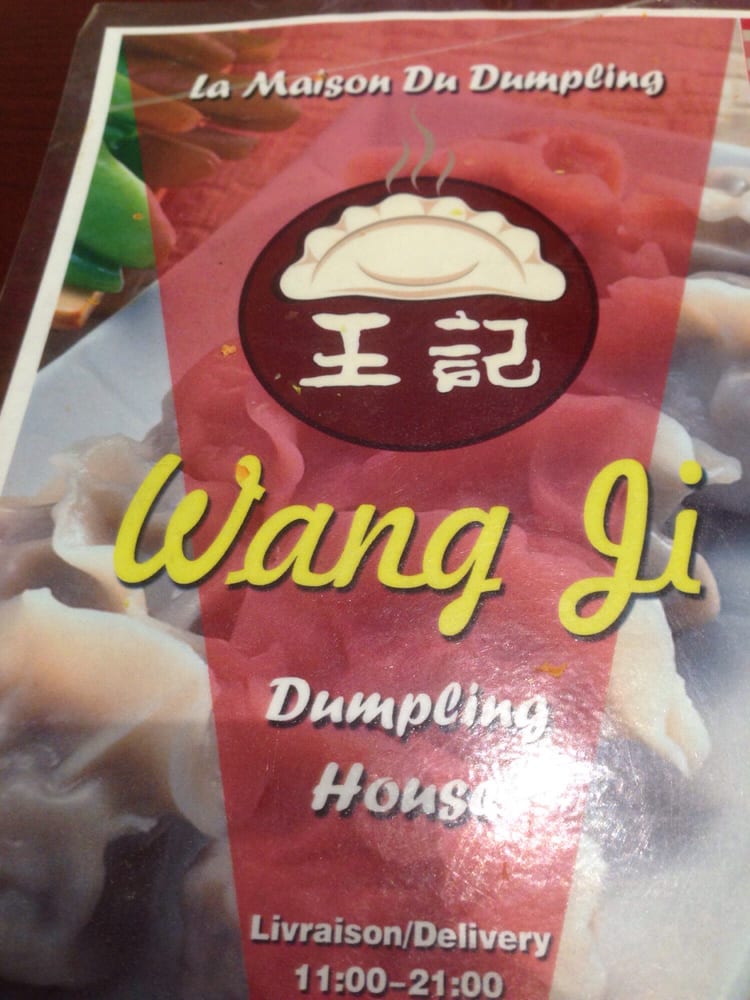 La Maison Du Dumpling
王記
Wang Ji
Dumpling
House
Livraison/Delivery
11:00-21:00